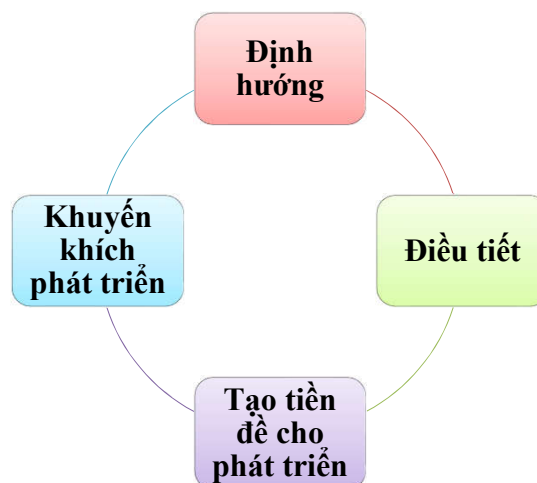 Định
hướng
Khuyến
khích
phát triển
Điều tiết
Tạo tiền
đề cho
phát triển